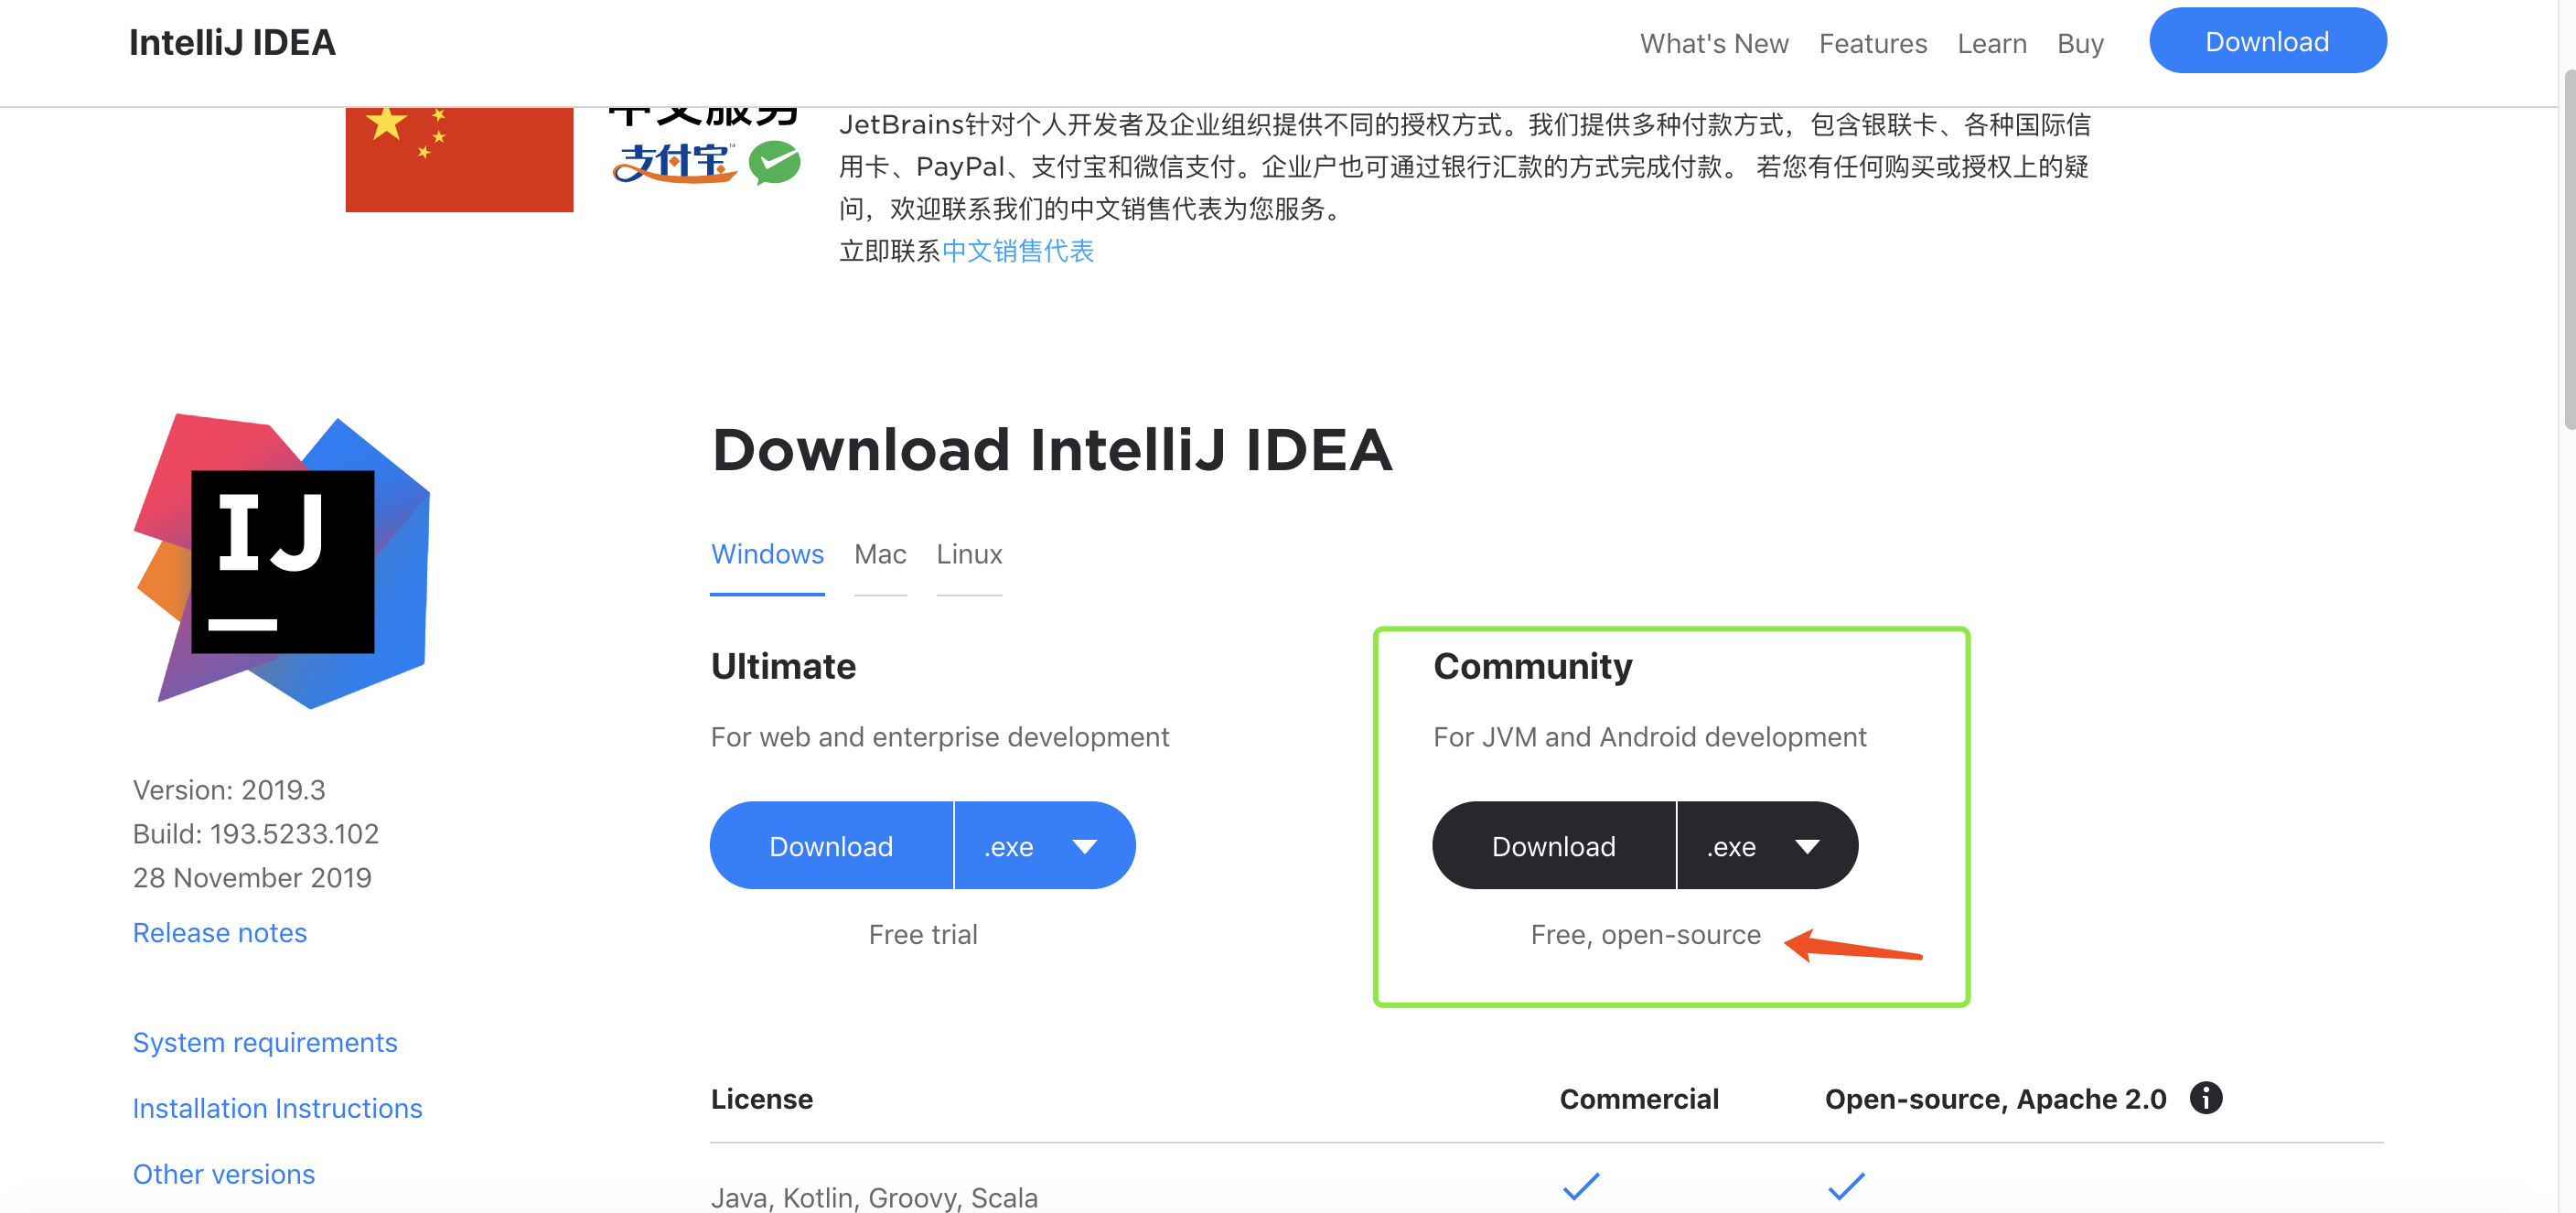 IntelliJ IDEA
What's New Features Learn Buy Download
中文服务
支付宝
JetBrains针对个人开发者及企业组织提供不同的授权方式。我们提供多种付款方式，包含银联卡、各种国际信
用卡、PayPal、支付宝和微信支付。企业户也可通过银行汇款的方式完成付款。 若您有任何购买或授权上的疑
问，欢迎联系我们的中文销售代表为您服务。
立即联系中文销售代表
IJ
Version: 2019.3
Build: 193.5233.102
28 November 2019
Release notes
System requirements
Installation Instructions
Other versions
Download IntelliJ IDEA
Windows Mac Linux
Ultimate
For web and enterprise development
Download .exe
Free trial
Community
For JVM and Android development
Download .exe
Free, open-source
License Commercial Open-source, Apache 2.0
Java, Kotlin, Groovy, Scala